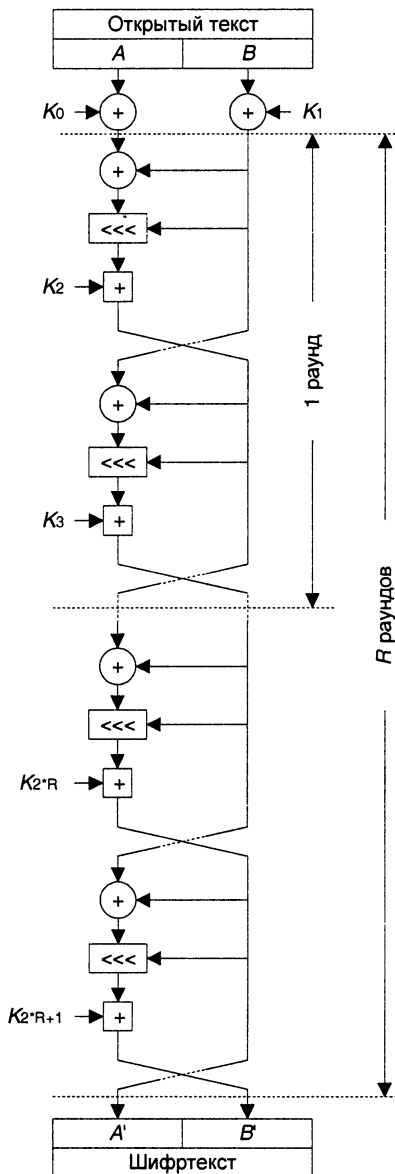 Открытый текст
A B
K0 + + K1
+
<<<
K2 +
+
<<<
K3 +
1 раунд
R раундов
+
<<<
K2*R +
+
<<<
K2*R+1 +
A' B'
Шифртекст